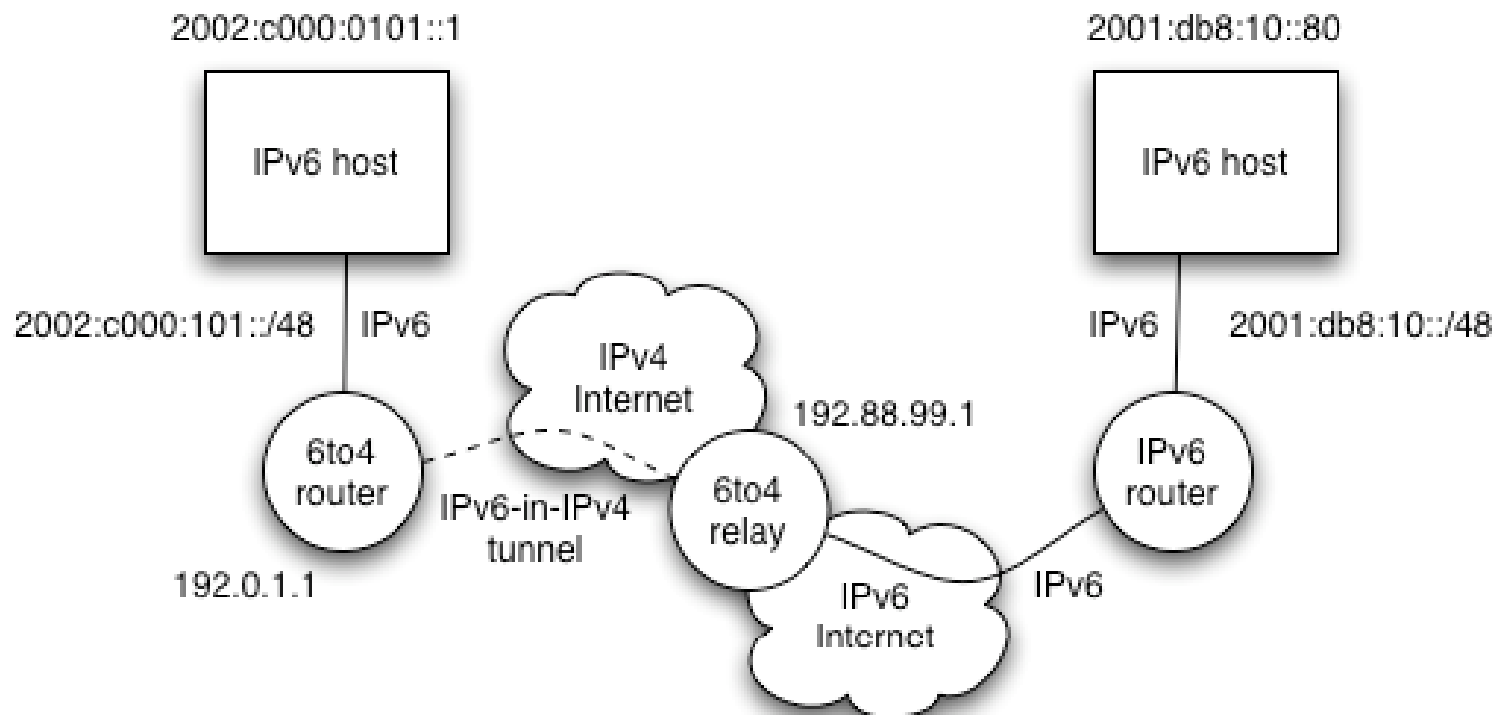 2002:c000:0101::1
2001:db8:10::80
IPv6 host
IPv6 host
2002:c000:101::/48
IPv6
IPv6
2001:db8:10::/48
IPv4
Internet
192.88.99.1
6to4
router
IPv6-in-IPv4
tunnel
6to4
relay
IPv6
router
192.0.1.1
IPv6
Internet
IPv6